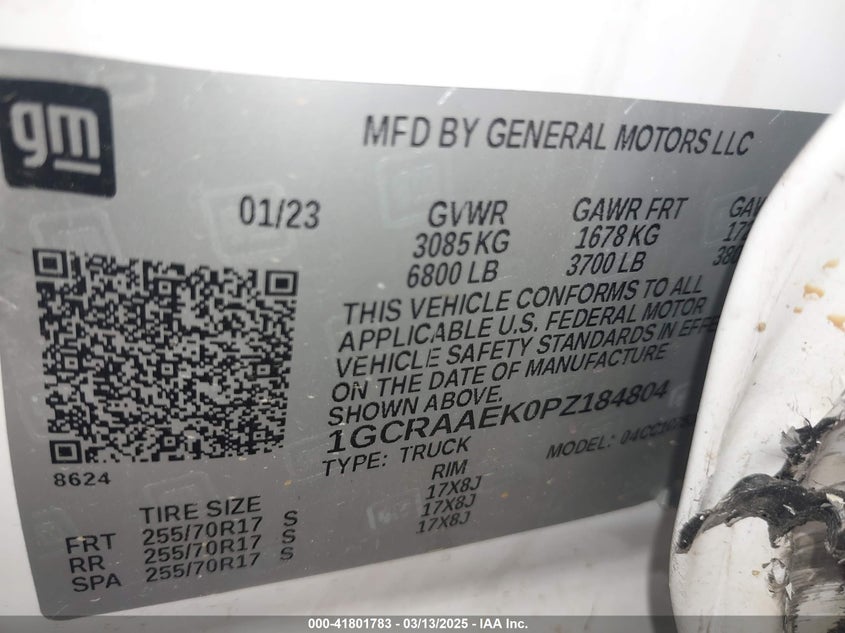 gm
MFD BY GENERAL MOTORS LLC
01/23 GVWR GAWR FRT
3085 KG 1678 KG
6800 LB 3700 LB
THIS VEHICLE CONFORMS TO ALL
APPLICABLE U.S. FEDERAL MOTOR
VEHICLE SAFETY STANDARDS IN EFFE
ON THE DATE OF MANUFACTURE
SHOWN ABOVE.
1GCRAAEK0PZ184804
TYPE: TRUCK MODEL:
8624
TIRE SIZE RIM
FRT 255/70R17 S 17X8J
RR 255/70R17 S 17X8J
SPA 255/70R17 S 17X8J
000-41801783 - 03/13/2025 - IAA Inc.